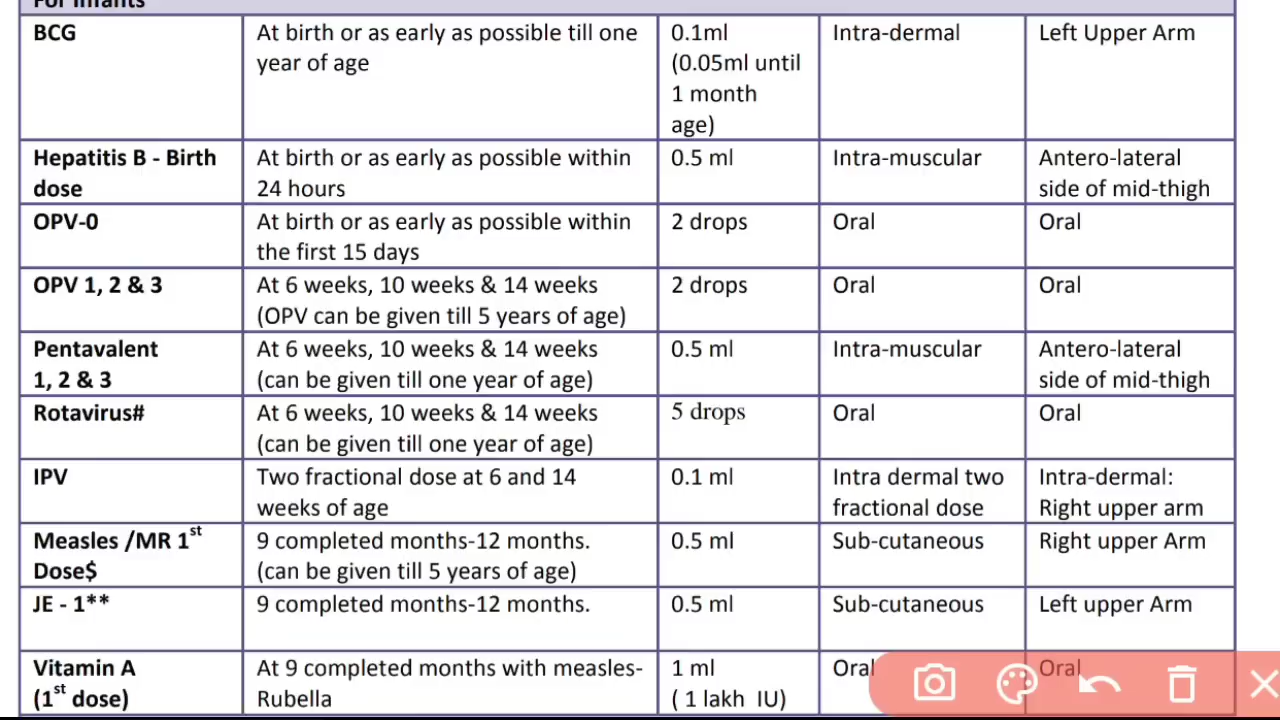 For Infants
BCG
At birth or as early as possible till one
year of age
0.1ml
(0.05ml until
1 month
age)
Intra-dermal
Left Upper Arm
Hepatitis B - Birth
dose
At birth or as early as possible within
24 hours
0.5 ml
Intra-muscular
Antero-lateral
side of mid-thigh
OPV-0
At birth or as early as possible within
the first 15 days
2 drops
Oral
Oral
OPV 1, 2 & 3
At 6 weeks, 10 weeks & 14 weeks
(OPV can be given till 5 years of age)
2 drops
Oral
Oral
Pentavalent
1, 2 & 3
At 6 weeks, 10 weeks & 14 weeks
(can be given till one year of age)
0.5 ml
Intra-muscular
Antero-lateral
side of mid-thigh
Rotavirus#
At 6 weeks, 10 weeks & 14 weeks
(can be given till one year of age)
5 drops
Oral
Oral
IPV
Two fractional dose at 6 and 14
weeks of age
0.1 ml
Intra dermal two
fractional dose
Intra-dermal:
Right upper arm
Measles /MR 1st
Dose$
9 completed months-12 months.
(can be given till 5 years of age)
0.5 ml
Sub-cutaneous
Right upper Arm
JE - 1**
9 completed months-12 months.
0.5 ml
Sub-cutaneous
Left upper Arm
Vitamin A
(1st dose)
At 9 completed months with measles-
Rubella
1 ml
( 1 lakh IU)
Oral
Oral